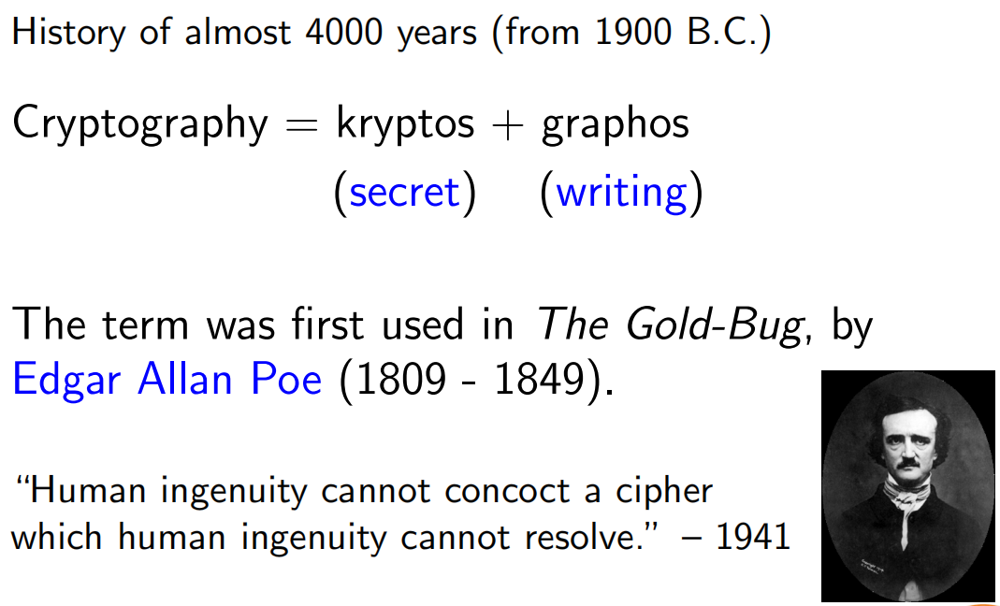 History of almost 4000 years (from 1900 B.C.)
Cryptography = kryptos + graphos
(secret) (writing)
The term was first used in The Gold-Bug, by
Edgar Allan Poe (1809 - 1849).
“Human ingenuity cannot concoct a cipher
which human ingenuity cannot resolve.” – 1941